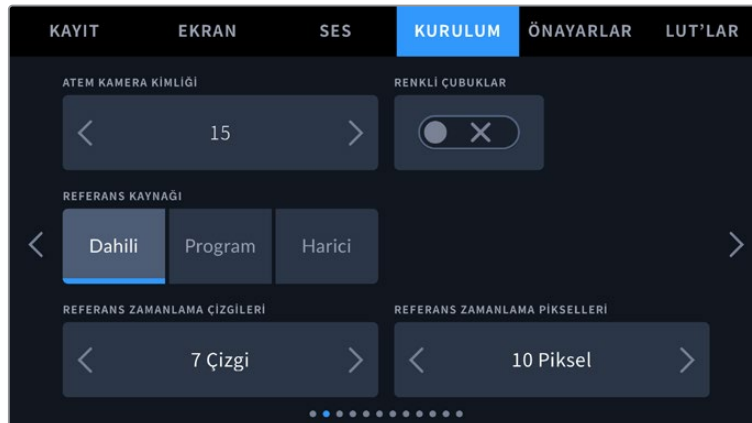 KAYIT EKRAN SES KURULUM ÖNAYARLAR LUT’LAR
ATEM KAMERA KİMLİĞİ RENKLİ ÇUBUKLAR
15
REFERANS KAYNAĞI
Dahili Program Harici
REFERANS ZAMANLAMA ÇİZGİLERİ REFERANS ZAMANLAMA PİKSELLERİ
7 Çizgi 10 Piksel